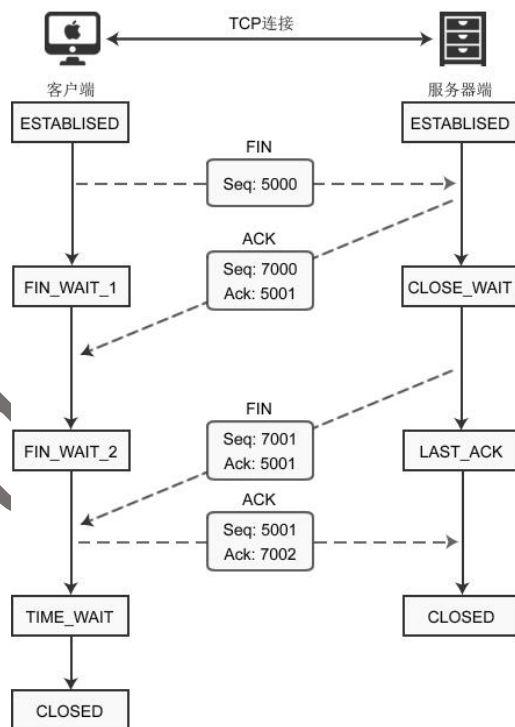 TCP连接
客户端
服务器端
ESTABLISED
ESTABLISED
FIN
Seq: 5000
ACK
Seq: 7000
Ack: 5001
FIN_WAIT_1
CLOSE_WAIT
FIN
Seq: 7001
Ack: 5001
FIN_WAIT_2
LAST_ACK
ACK
Seq: 5001
Ack: 7002
TIME_WAIT
CLOSED
CLOSED